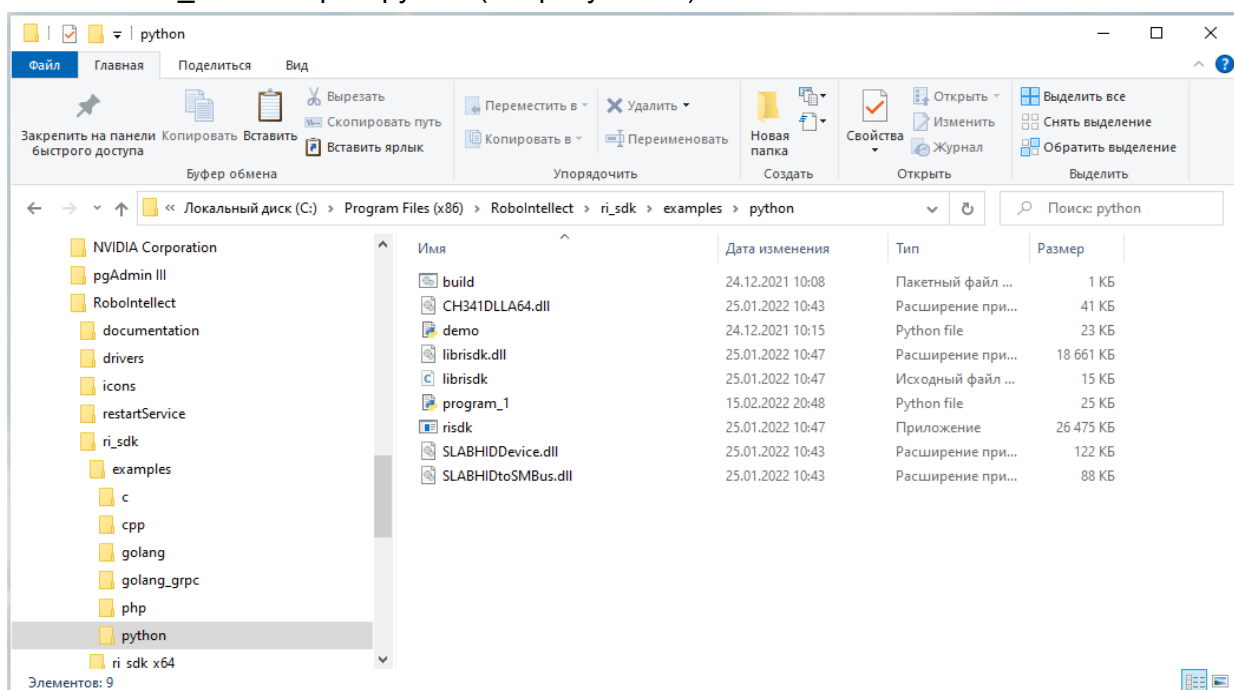 python
Файл Главная Поделиться Вид
Закрепить на панели быстрого доступа
Копировать
Вставить
Вырезать
Скопировать путь
Вставить ярлык
Буфер обмена
Переместить в
Копировать в
Удалить
Переименовать
Упорядочить
Новая папка
Создать
Свойства
Открыть
Изменить
Журнал
Открыть
Выделить все
Снять выделение
Обратить выделение
Выделить
« Локальный диск (C:) › Program Files (x86) › RoboIntellect › ri_sdk › examples › python
Поиск: python
NVIDIA Corporation
pgAdmin III
RoboIntellect
documentation
drivers
icons
restartService
ri_sdk
examples
c
cpp
golang
golang_grpc
php
python
ri_sdk_x64
Имя Дата изменения Тип Размер
build 24.12.2021 10:08 Пакетный файл ... 1 КБ
CH341DLLA64.dll 25.01.2022 10:43 Расширение при... 41 КБ
demo 24.12.2021 10:15 Python file 23 КБ
librisdk.dll 25.01.2022 10:47 Расширение при... 18 661 КБ
librisdk 25.01.2022 10:47 Исходный файл ... 15 КБ
program_1 15.02.2022 20:48 Python file 25 КБ
risdk 25.01.2022 10:47 Приложение 26 475 КБ
SLABHIDDevice.dll 25.01.2022 10:43 Расширение при... 122 КБ
SLABHIDtoSMBus.dll 25.01.2022 10:43 Расширение при... 88 КБ
Элементов: 9